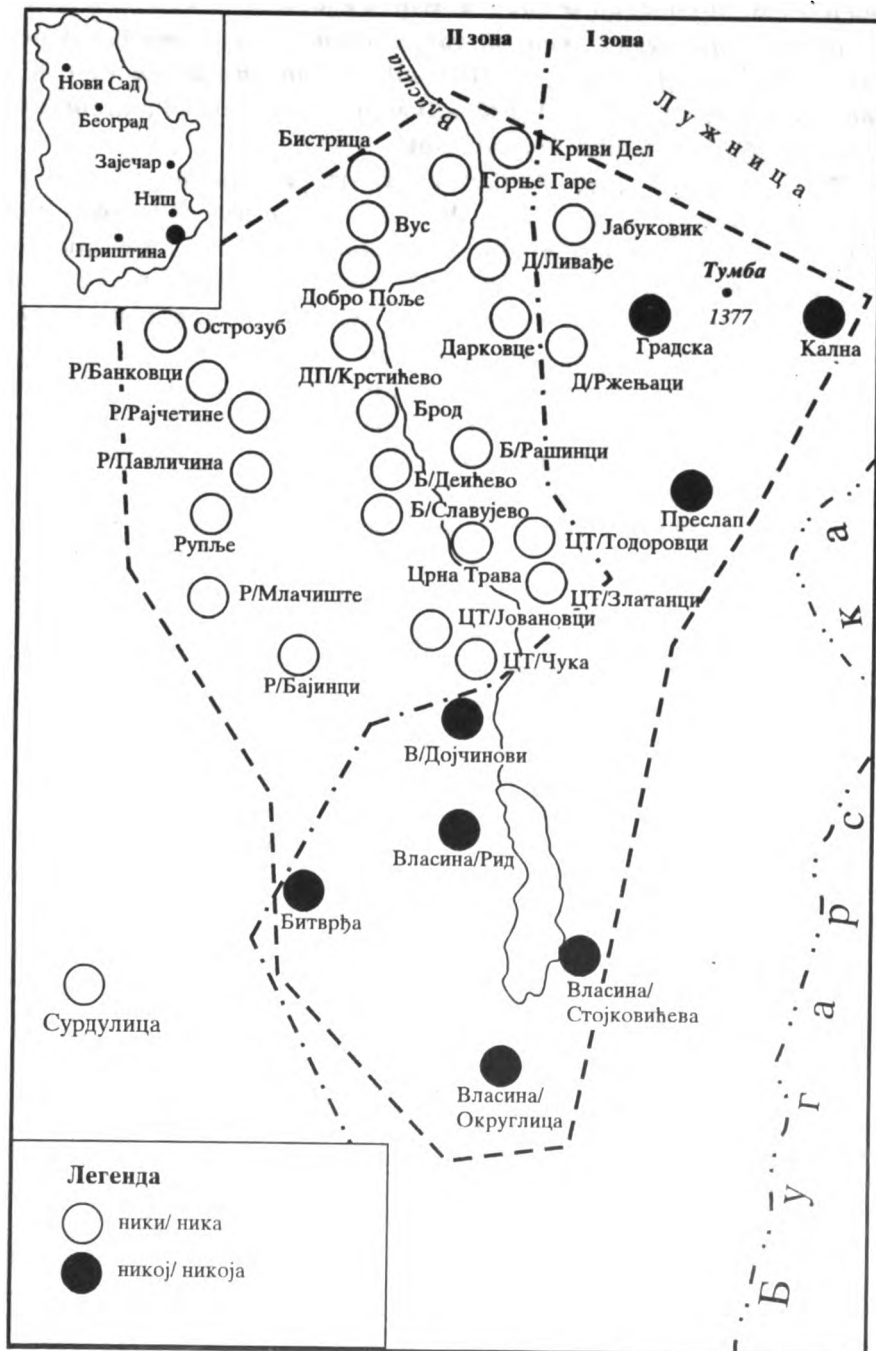 II зона
I зона
Нови Сад
Београд
Зајечар
Ниш
Приштина
Власина
Лужница
Бистрица
Криви Дел
Горње Гаре
Вус
Јабуковик
Д/Ливађе
Тумба
1377
Добро Поље
Острозуб
Дарковце
Градска
Кална
Р/Банковци
ДП/Крстићево
Д/Ржењаци
Р/Рајчетине
Брод
Б/Рашинци
Р/Павличина
Б/Деићево
Б/Славујево
Преслап
Рупље
ЦТ/Тодоровци
Црна Трава
Р/Млачиште
ЦТ/Златанци
ЦТ/Јовановци
ЦТ/Чука
Р/Бајинци
В/Дојчинови
Власина/Рид
Битврђа
Власина/
Стојковићева
Сурдулица
Власина/
Округлица
Бугарска
Легенда
ники/ ника
никој/ никоја